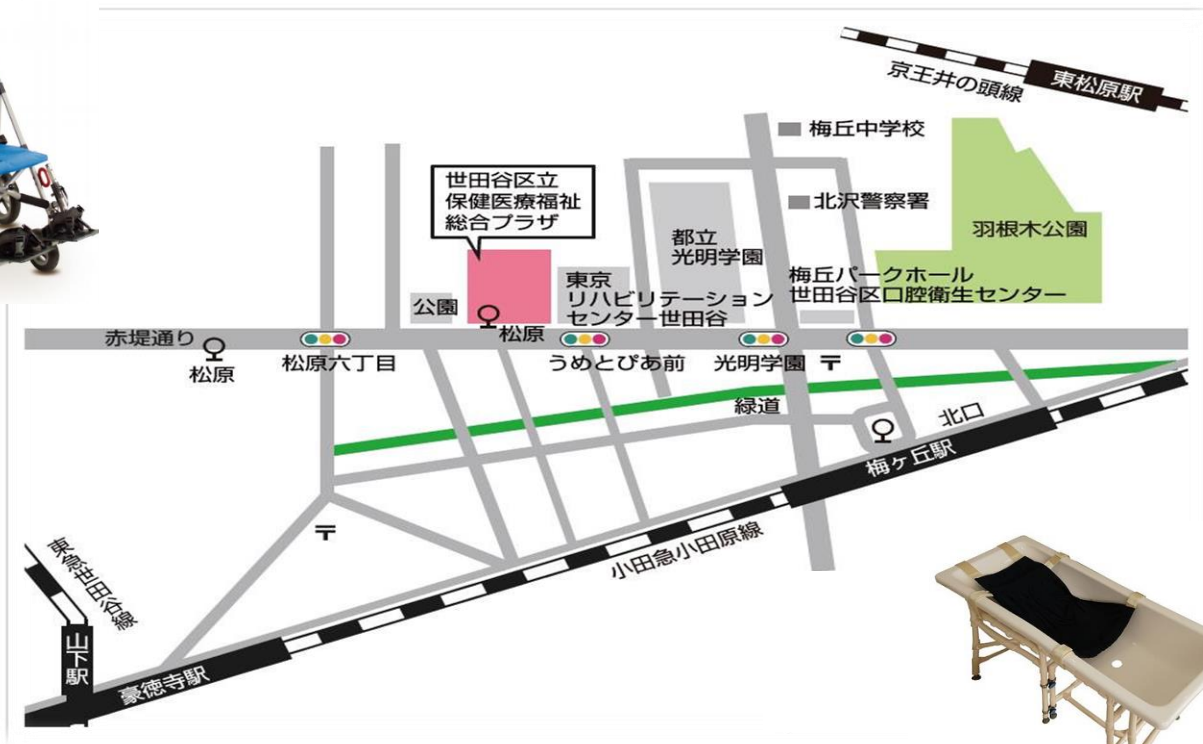 京王井の頭線
東松原駅
梅丘中学校
世田谷区立
保健医療福祉
総合プラザ
北沢警察署
都立
光明学園
羽根木公園
東京
リハビリテーション
センター世田谷
梅丘パークホール
世田谷区口腔衛生センター
公園
赤堤通り
松原
松原
松原六丁目
うめとぴあ前
光明学園
〒
緑道
北口
梅ヶ丘駅
〒
小田急小田原線
東急世田谷線
山下駅
豪徳寺駅